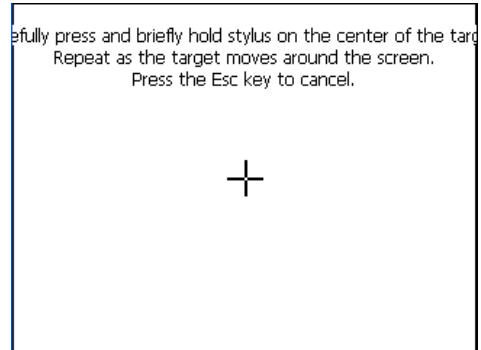 efully press and briefly hold stylus on the center of the targ
Repeat as the target moves around the screen.
Press the Esc key to cancel.